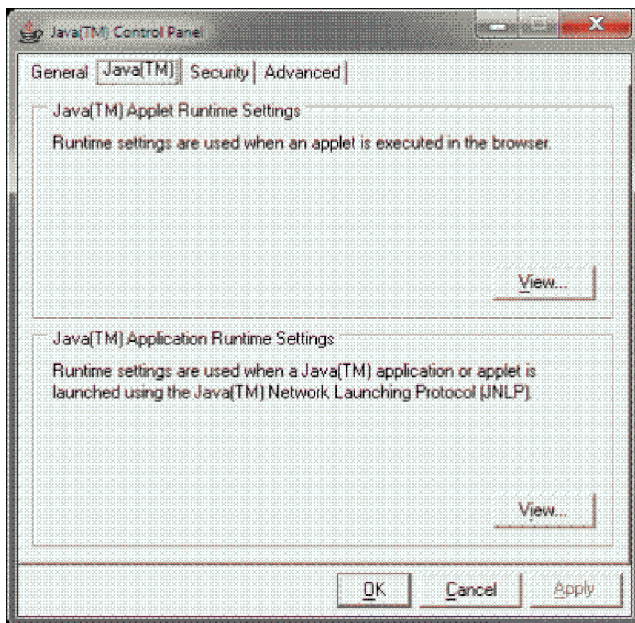 Java(TM) Control Panel
General Java(TM) Security Advanced
Java(TM) Applet Runtime Settings
Runtime settings are used when an applet is executed in the browser.
View...
Java(TM) Application Runtime Settings
Runtime settings are used when a Java(TM) application or applet is
launched using the Java(TM) Network Launching Protocol (JNLP).
View...
OK Cancel Apply